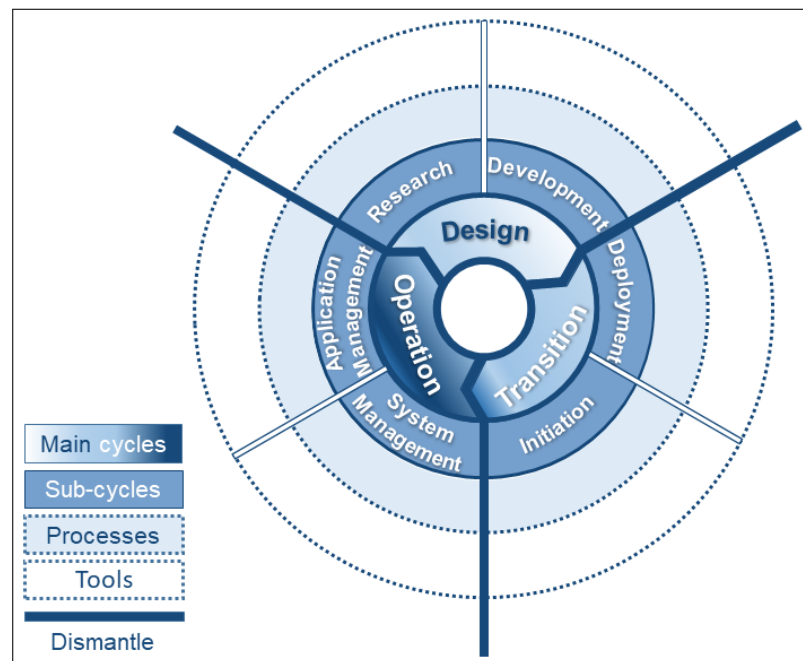 Research
Development
Design
Deployment
Application
Management
Operation
Transition
System
Management
Initiation
Main cycles
Sub-cycles
Processes
Tools
Dismantle